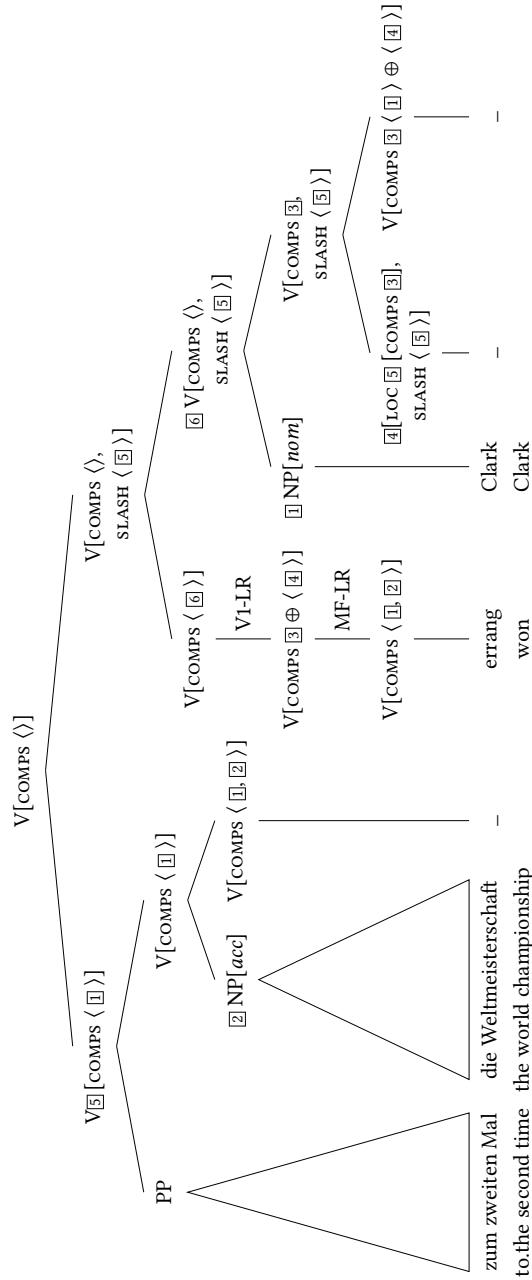 V[COMPS ⟨⟩]
V5[COMPS ⟨ 1 ⟩]
V[COMPS ⟨⟩,
SLASH ⟨ 5 ⟩]
PP
V[COMPS ⟨ 1 ⟩]
V[COMPS ⟨ 6 ⟩]
6 V[COMPS ⟨⟩,
SLASH ⟨ 5 ⟩]
V1-LR
2 NP[acc]
V[COMPS ⟨ 1, 2 ⟩]
V[COMPS 3 ⊕ ⟨ 4 ⟩]
1 NP[nom]
V[COMPS 3,
SLASH ⟨ 5 ⟩]
MF-LR
V[COMPS ⟨ 1, 2 ⟩]
4[LOC 5 [COMPS 3],
SLASH ⟨ 5 ⟩]
V[COMPS 3 ⟨ 1 ⟩ ⊕ ⟨ 4 ⟩]
zum zweiten Mal die Weltmeisterschaft – errang Clark – –
to.the second time the world championship won Clark